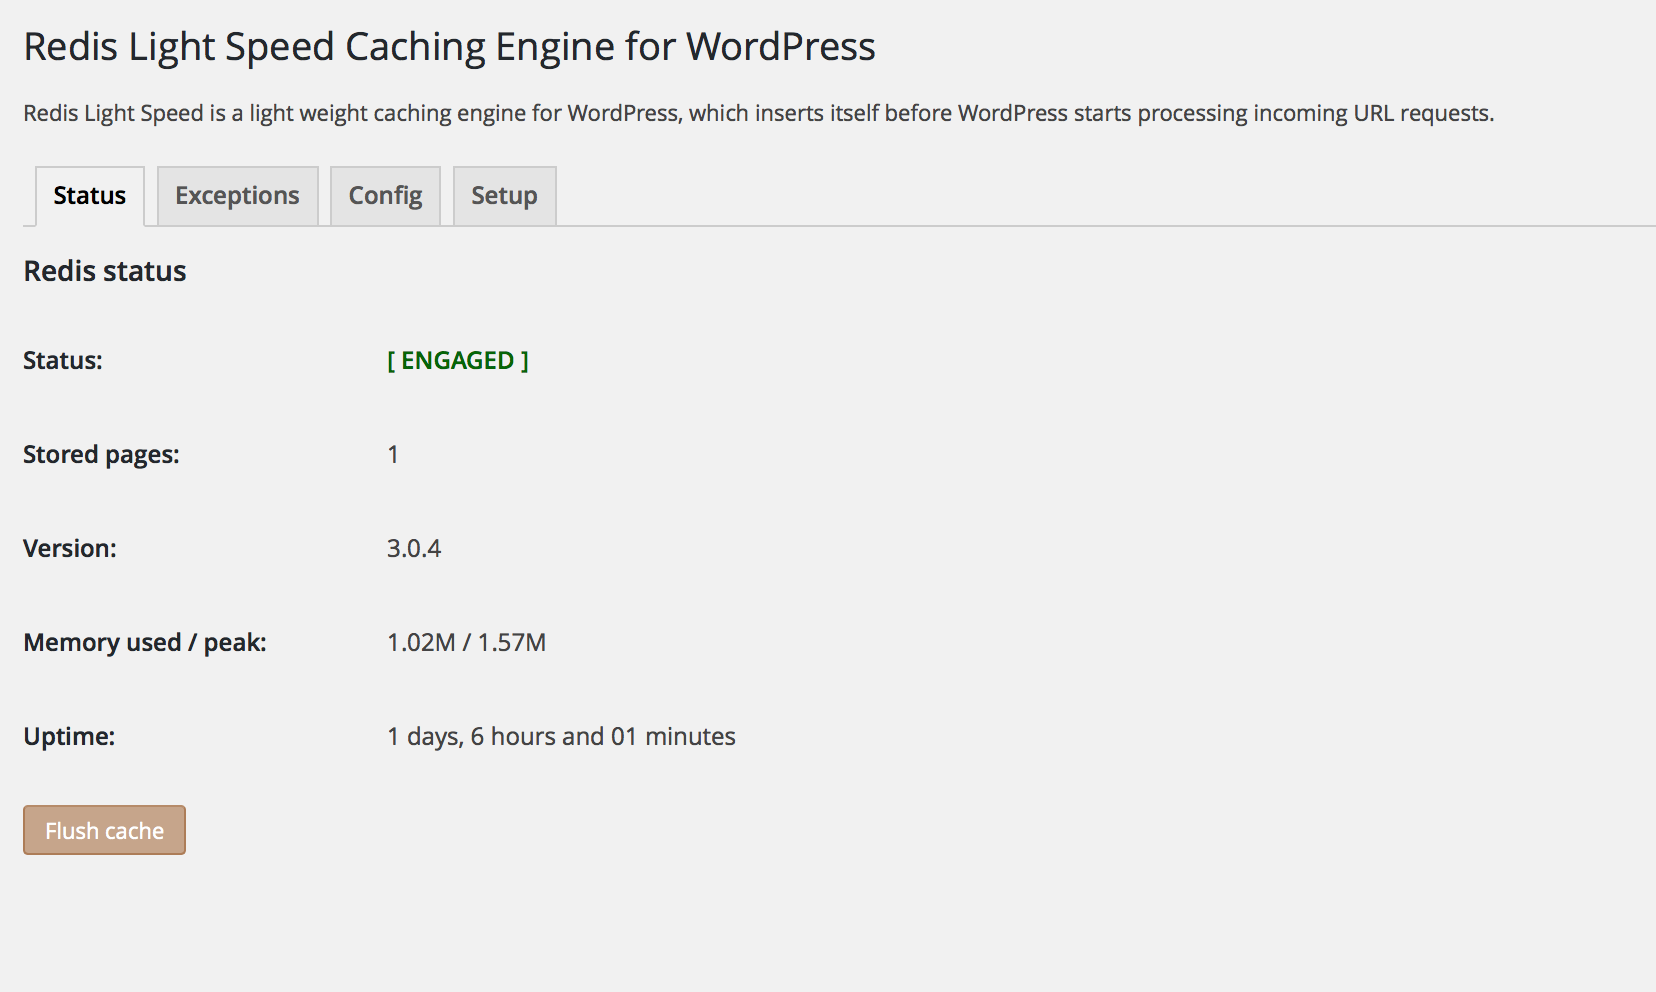 Redis Light Speed Caching Engine for WordPress
Redis Light Speed is a light weight caching engine for WordPress, which inserts itself before WordPress starts processing incoming URL requests.
Status Exceptions Config Setup
Redis status
Status: [ ENGAGED ]
Stored pages: 1
Version: 3.0.4
Memory used / peak: 1.02M / 1.57M
Uptime: 1 days, 6 hours and 01 minutes
Flush cache